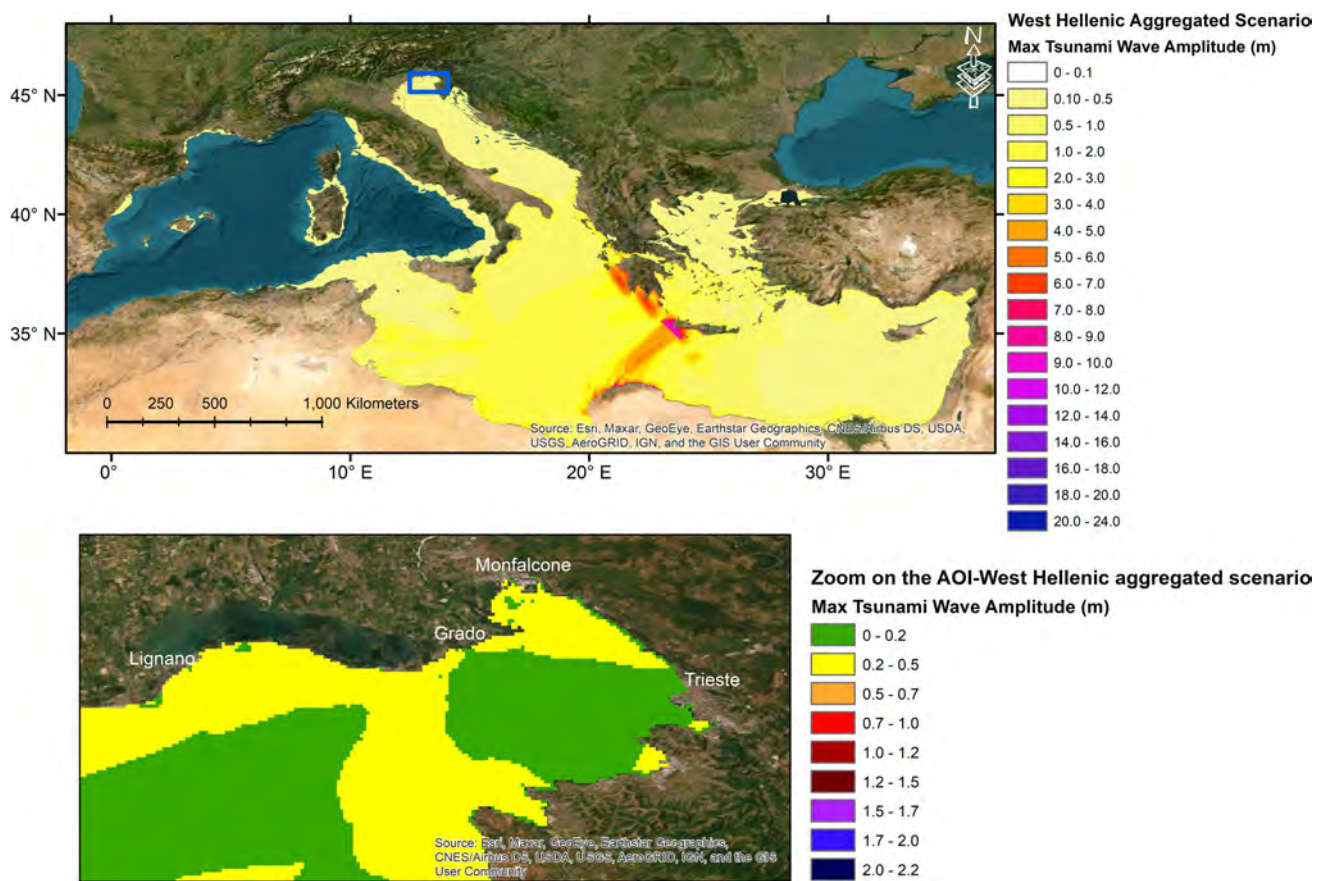 West Hellenic Aggregated Scenario
Max Tsunami Wave Amplitude (m)
N
0 - 0.1
0.10 - 0.5
0.5 - 1.0
1.0 - 2.0
2.0 - 3.0
3.0 - 4.0
4.0 - 5.0
5.0 - 6.0
6.0 - 7.0
7.0 - 8.0
8.0 - 9.0
9.0 - 10.0
10.0 - 12.0
12.0 - 14.0
14.0 - 16.0
16.0 - 18.0
18.0 - 20.0
20.0 - 24.0
45° N
40° N
35° N
0 250 500 1,000 Kilometers
Source: Esri, Maxar, GeoEye, Earthstar Geographics, CNES/Airbus DS, USDA,
USGS, AeroGRID, IGN, and the GIS User Community
0° 10° E 20° E 30° E
Monfalcone
Grado
Lignano
Trieste
Source: Esri, Maxar, GeoEye, Earthstar Geographics,
CNES/Airbus DS, USDA, USGS, AeroGRID, IGN, and the GIS
User Community
Zoom on the AOI-West Hellenic aggregated scenario
Max Tsunami Wave Amplitude (m)
0 - 0.2
0.2 - 0.5
0.5 - 0.7
0.7 - 1.0
1.0 - 1.2
1.2 - 1.5
1.5 - 1.7
1.7 - 2.0
2.0 - 2.2